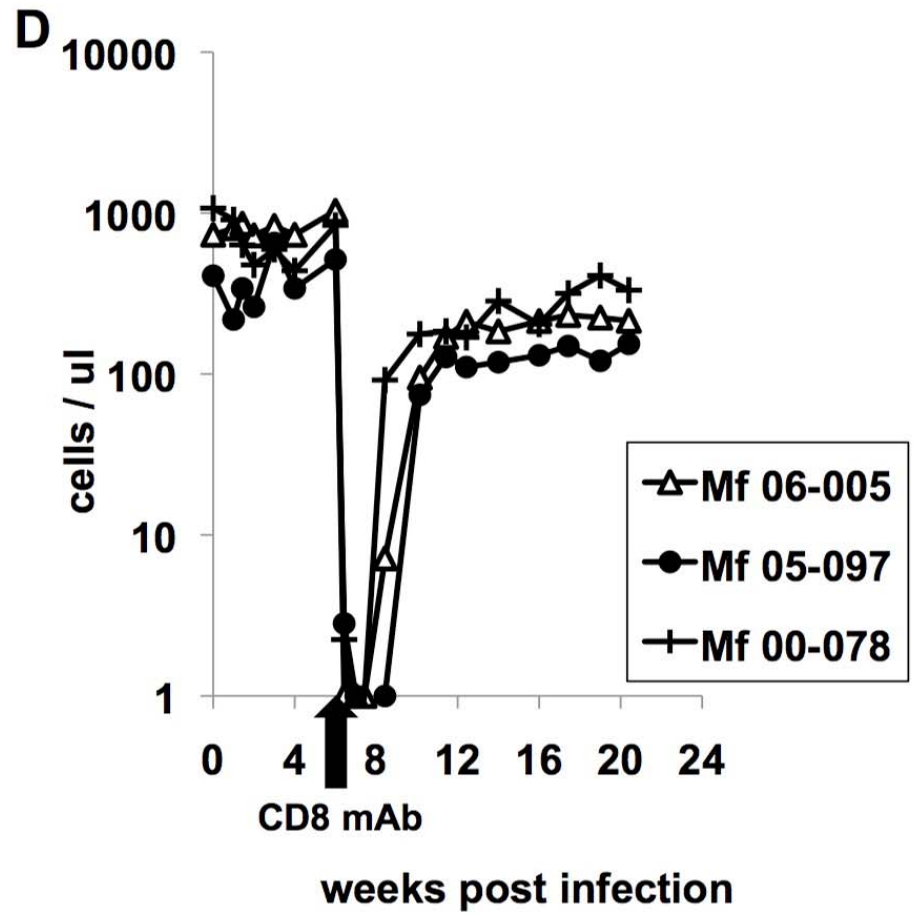 D
10000
1000
100
10
1
cells / ul
Mf 06-005
Mf 05-097
Mf 00-078
0 4 8 12 16 20 24
CD8 mAb
weeks post infection